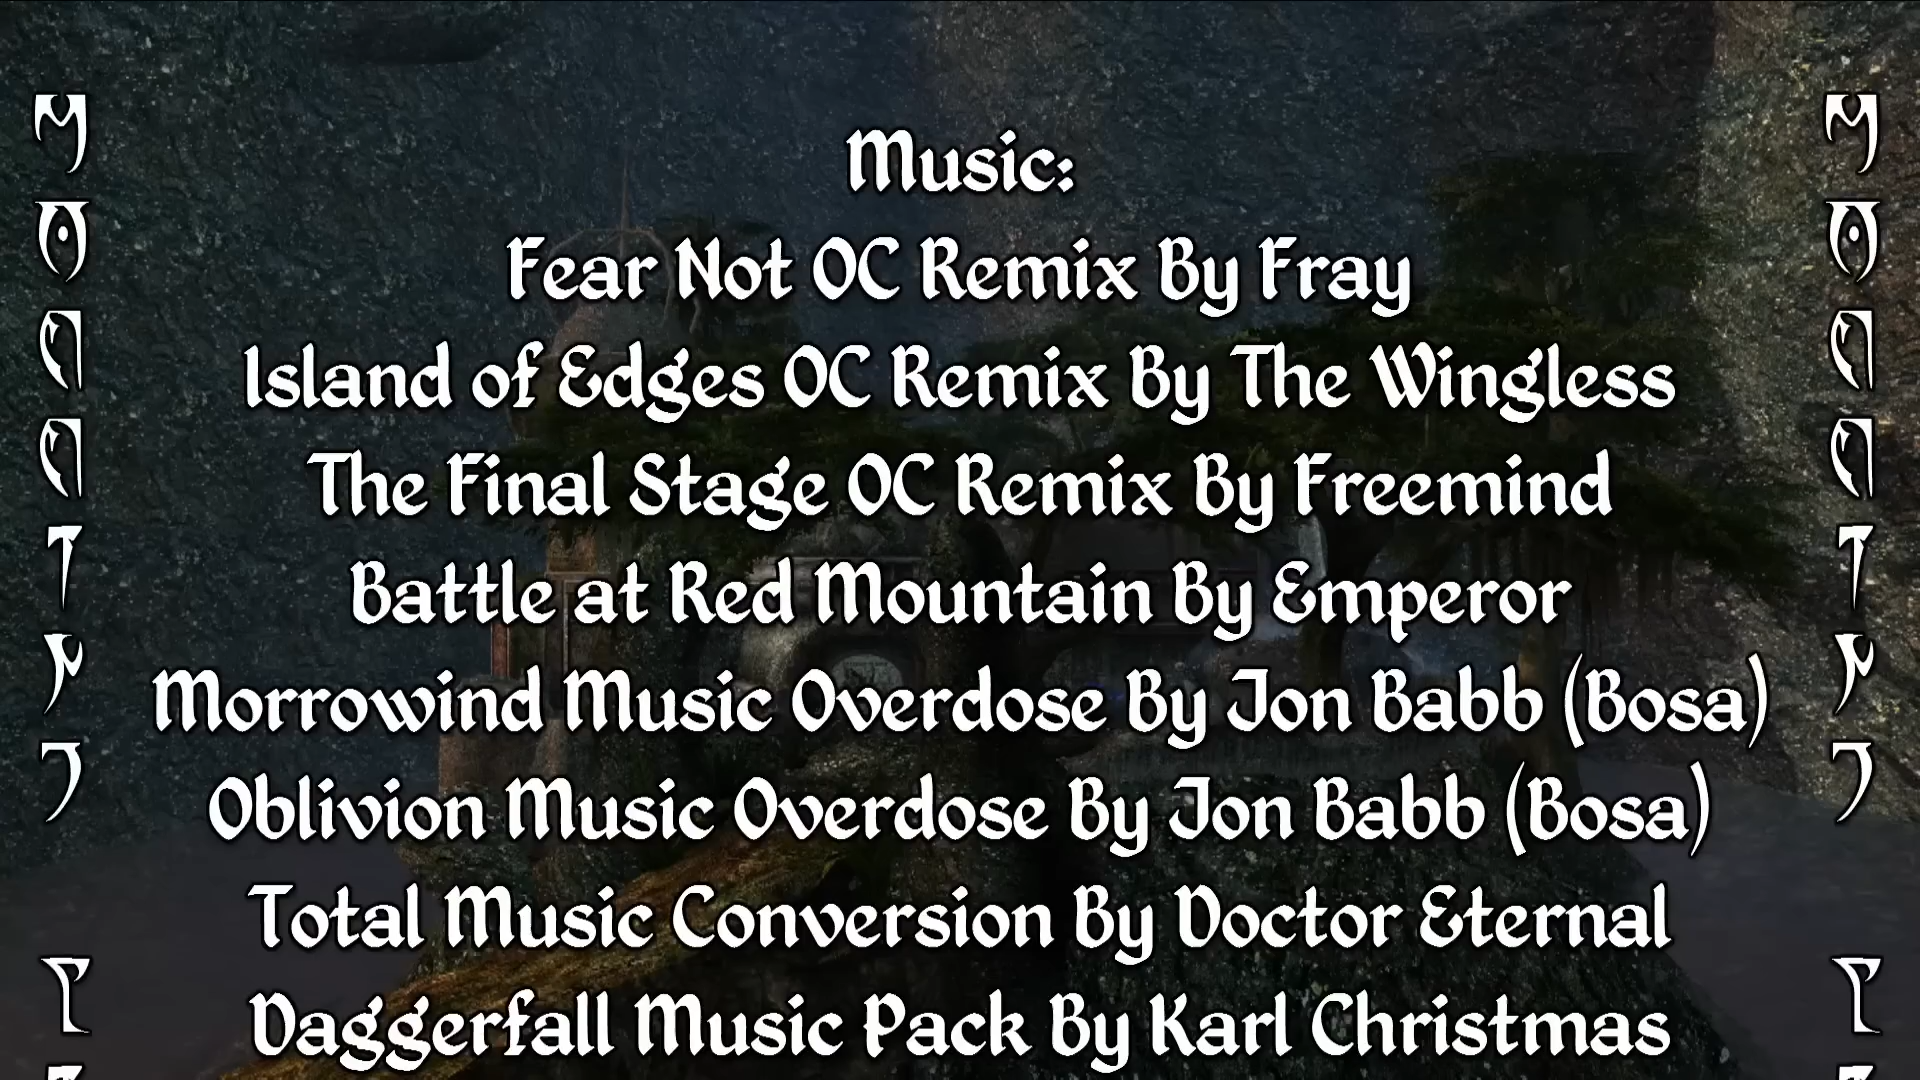 Music:
Fear Not OC Remix By Fray
Island of Edges OC Remix By The Wingless
The Final Stage OC Remix By Freemind
Battle at Red Mountain By Emperor
Morrowind Music Overdose By Jon Babb (Bosa)
Oblivion Music Overdose By Jon Babb (Bosa)
Total Music Conversion By Doctor Eternal
Daggerfall Music Pack By Karl Christmas